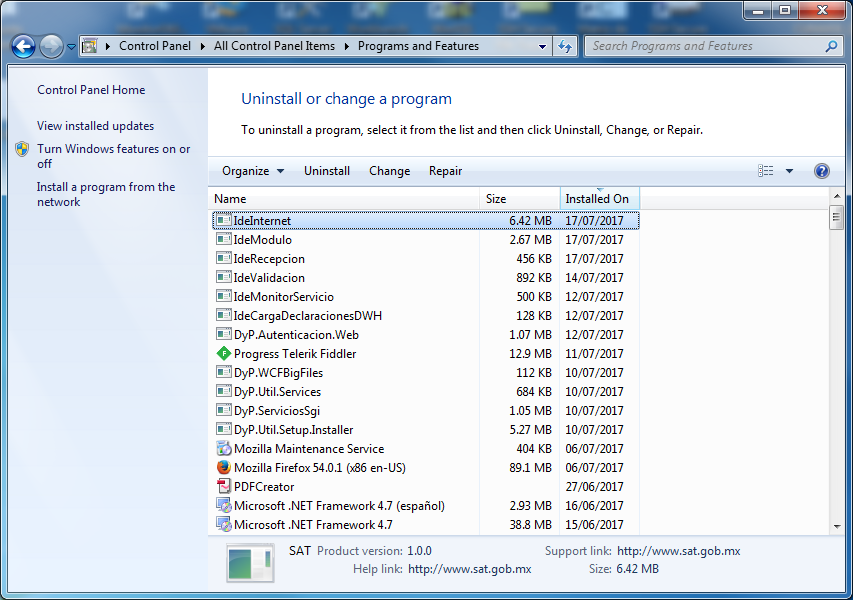 Control Panel All Control Panel Items Programs and Features Search Programs and Features
Control Panel Home
View installed updates
Turn Windows features on or
off
Install a program from the
network
Uninstall or change a program
To uninstall a program, select it from the list and then click Uninstall, Change, or Repair.
Organize Uninstall Change Repair
Name Size Installed On
IdeInternet 6.42 MB 17/07/2017
IdeModulo 2.67 MB 17/07/2017
IdeRecepcion 456 KB 17/07/2017
IdeValidacion 892 KB 14/07/2017
IdeMonitorServicio 500 KB 12/07/2017
IdeCargaDeclaracionesDWH 128 KB 12/07/2017
DyP.Autenticacion.Web 1.07 MB 12/07/2017
Progress Telerik Fiddler 12.9 MB 11/07/2017
DyP.WCFBigFiles 112 KB 10/07/2017
DyP.Util.Services 684 KB 10/07/2017
DyP.ServiciosSgi 1.05 MB 10/07/2017
DyP.Util.Setup.Installer 5.27 MB 10/07/2017
Mozilla Maintenance Service 404 KB 06/07/2017
Mozilla Firefox 54.0.1 (x86 en-US) 89.1 MB 06/07/2017
PDFCreator 27/06/2017
Microsoft .NET Framework 4.7 (español) 2.93 MB 16/06/2017
Microsoft .NET Framework 4.7 38.8 MB 15/06/2017
SAT Product version: 1.0.0 Support link: http://www.sat.gob.mx
Help link: http://www.sat.gob.mx Size: 6.42 MB